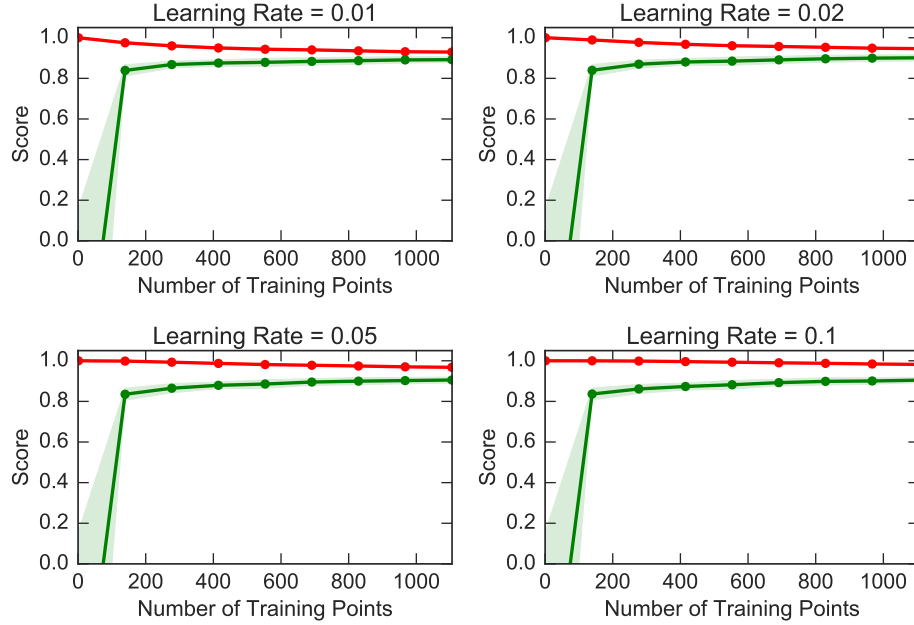 Learning Rate = 0.01
1.0
0.8
0.6
0.4
0.2
0.0
Score
0 200 400 600 800 1000
Number of Training Points
Learning Rate = 0.02
1.0
0.8
0.6
0.4
0.2
0.0
Score
0 200 400 600 800 1000
Number of Training Points
Learning Rate = 0.05
1.0
0.8
0.6
0.4
0.2
0.0
Score
0 200 400 600 800 1000
Number of Training Points
Learning Rate = 0.1
1.0
0.8
0.6
0.4
0.2
0.0
Score
0 200 400 600 800 1000
Number of Training Points